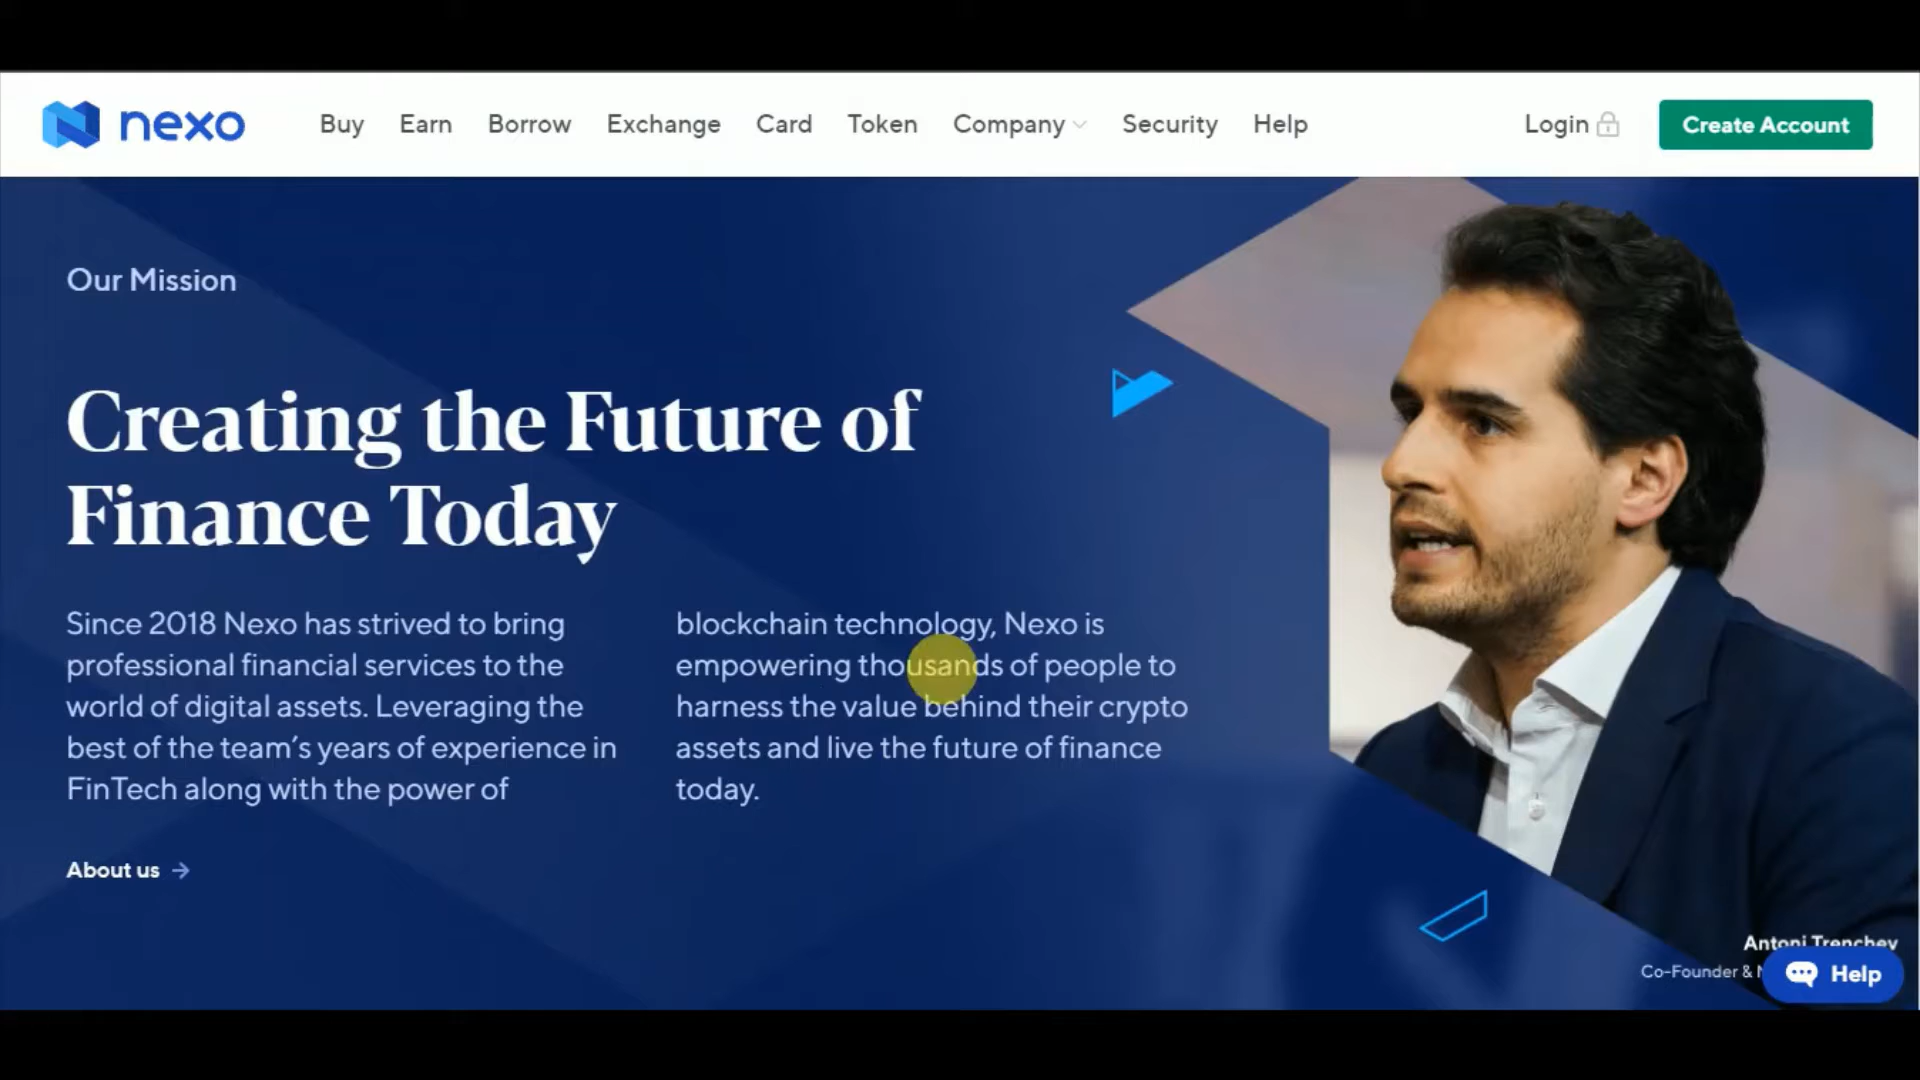 nexo
Buy Earn Borrow Exchange Card Token Company Security Help
Login
Create Account
Our Mission
Creating the Future of
Finance Today
Since 2018 Nexo has strived to bring
professional financial services to the
world of digital assets. Leveraging the
best of the team's years of experience in
FinTech along with the power of
blockchain technology, Nexo is
empowering thousands of people to
harness the value behind their crypto
assets and live the future of finance
today.
About us
Antoni Trenchev
Co-Founder &
Help